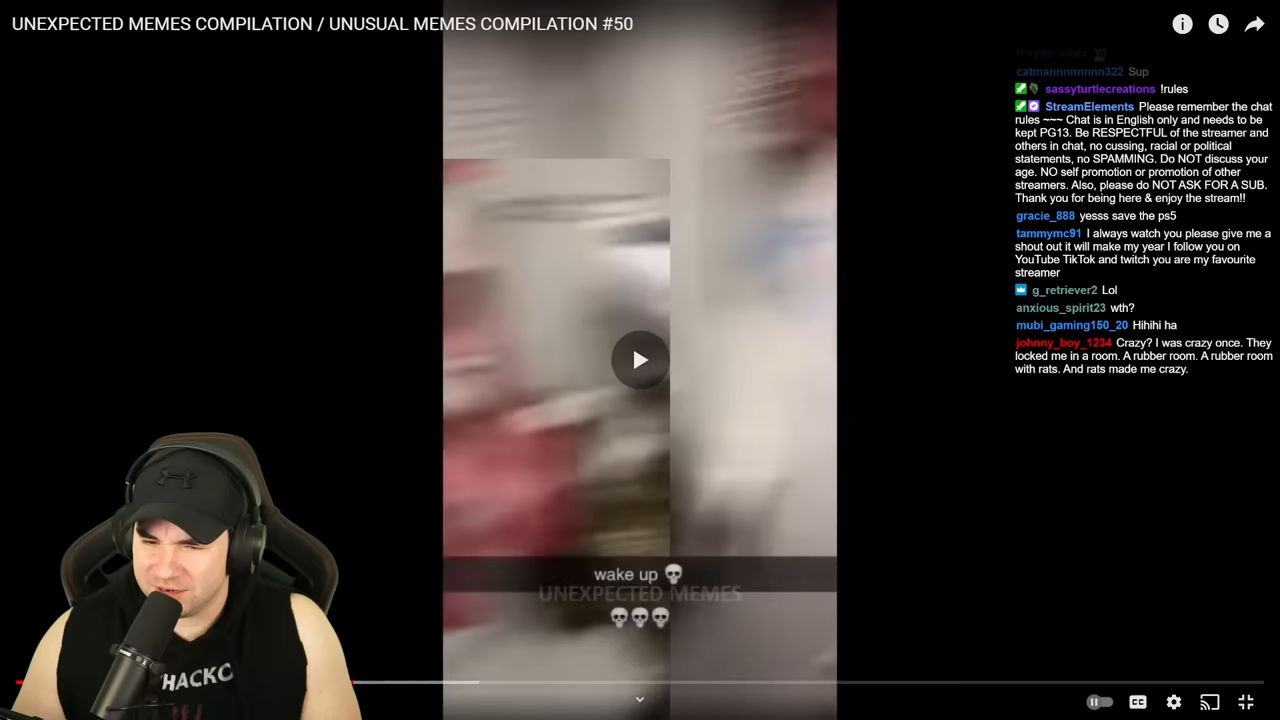 UNEXPECTED MEMES COMPILATION / UNUSUAL MEMES COMPILATION #50
catmannnnnnnn322 Sup
sassyturtlecreations !rules
StreamElements Please remember the chat
rules ~~~ Chat is in English only and needs to be
kept PG13. Be RESPECTFUL of the streamer and
others in chat, no cussing, racial or political
statements, no SPAMMING. Do NOT discuss your
age. NO self promotion or promotion of other
streamers. Also, please do NOT ASK FOR A SUB.
Thank you for being here & enjoy the stream!!
gracie_888 yesss save the ps5
tammymc91 I always watch you please give me a
shout out it will make my year I follow you on
YouTube TikTok and twitch you are my favourite
streamer
g_retriever2 Lol
anxious_spirit23 wth?
mubi_gaming150_20 Hihihi ha
johnny_boy_1234 Crazy? I was crazy once. They
locked me in a room. A rubber room. A rubber room
with rats. And rats made me crazy.
wake up 💀
UNEXPECTED MEMES
💀💀💀
CC